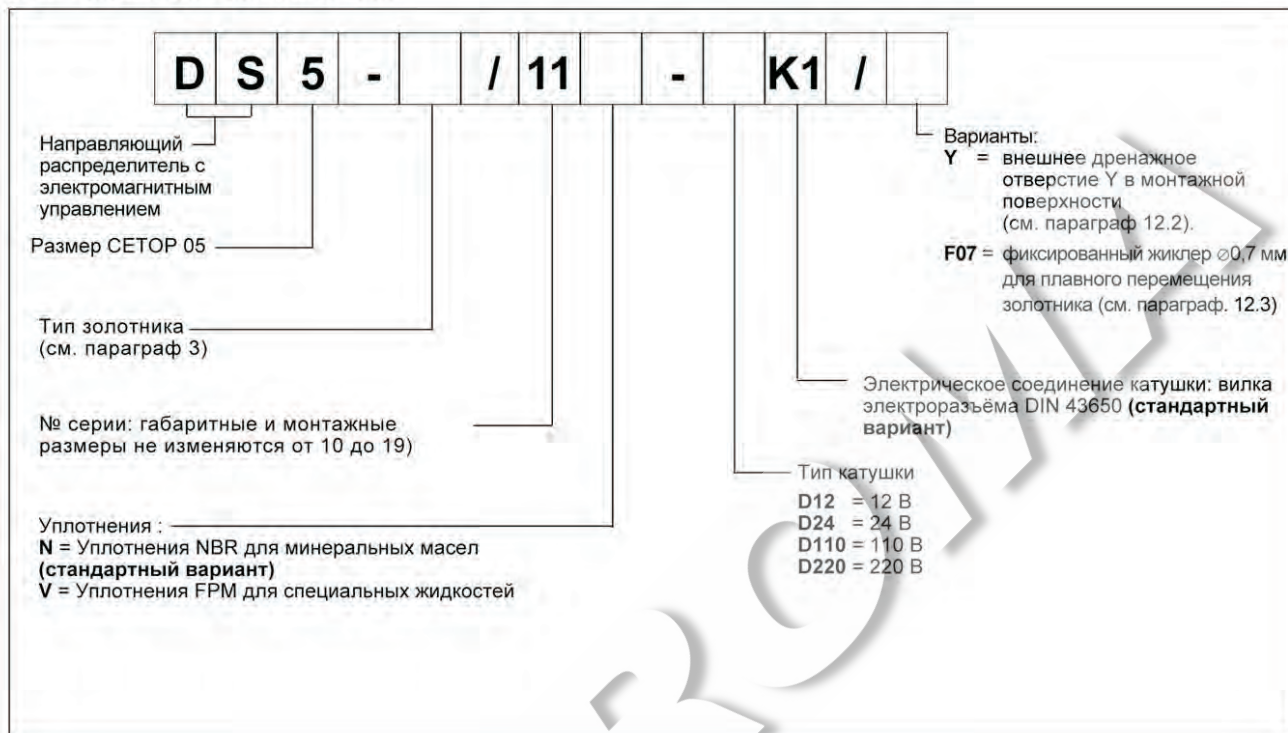 D S 5 - / 11 - K1 /
Направляющий
распределитель с
электромагнитным
управлением
Размер CETOP 05
Тип золотника
(см. параграф 3)
№ серии: габаритные и монтажные
размеры не изменяются от 10 до 19)
Уплотнения :
N = Уплотнения NBR для минеральных масел
(стандартный вариант)
V = Уплотнения FPM для специальных жидкостей
Варианты:
Y = внешнее дренажное
отверстие Y в монтажной
поверхности
(см. параграф 12.2).
F07 = фиксированный жиклер ∅0,7 мм
для плавного перемещения
золотника (см. параграф. 12.3)
Электрическое соединение катушки: вилка
электроразъёма DIN 43650 (стандартный
вариант)
Тип катушки
D12 = 12 В
D24 = 24 В
D110 = 110 В
D220 = 220 В